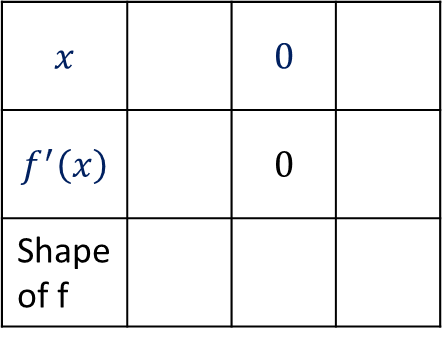 x 0
f′(x) 0
Shape
of f